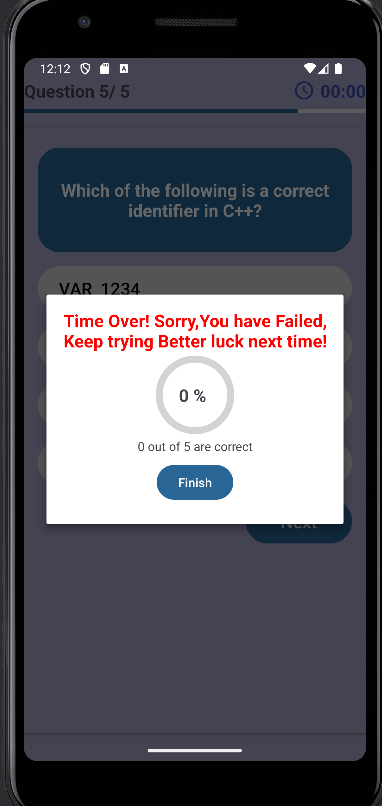 12:12
Question 5/ 5
00:00
Which of the following is a correct
identifier in C++?
VAR_1234
Time Over! Sorry,You have Failed,
Keep trying Better luck next time!
0 %
0 out of 5 are correct
Finish
Next